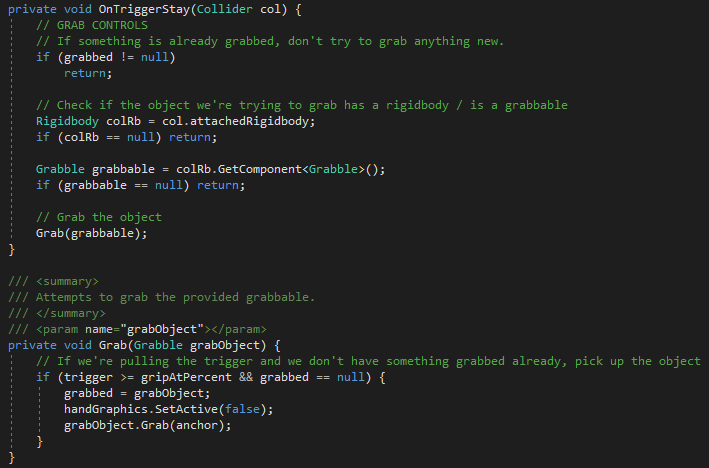 private void OnTriggerStay(Collider col) {
// GRAB CONTROLS
// If something is already grabbed, don't try to grab anything new.
if (grabbed != null)
return;
// Check if the object we're trying to grab has a rigidbody / is a grabbable
Rigidbody colRb = col.attachedRigidbody;
if (colRb == null) return;
Grabble grabbable = colRb.GetComponent<Grabble>();
if (grabbable == null) return;
// Grab the object
Grab(grabbable);
}
/// <summary>
/// Attempts to grab the provided grabbable.
/// </summary>
/// <param name="grabObject"></param>
private void Grab(Grabble grabObject) {
// If we're pulling the trigger and we don't have something grabbed already, pick up the object
if (trigger >= gripAtPercent && grabbed == null) {
grabbed = grabObject;
handGraphics.SetActive(false);
grabObject.Grab(anchor);
}
}